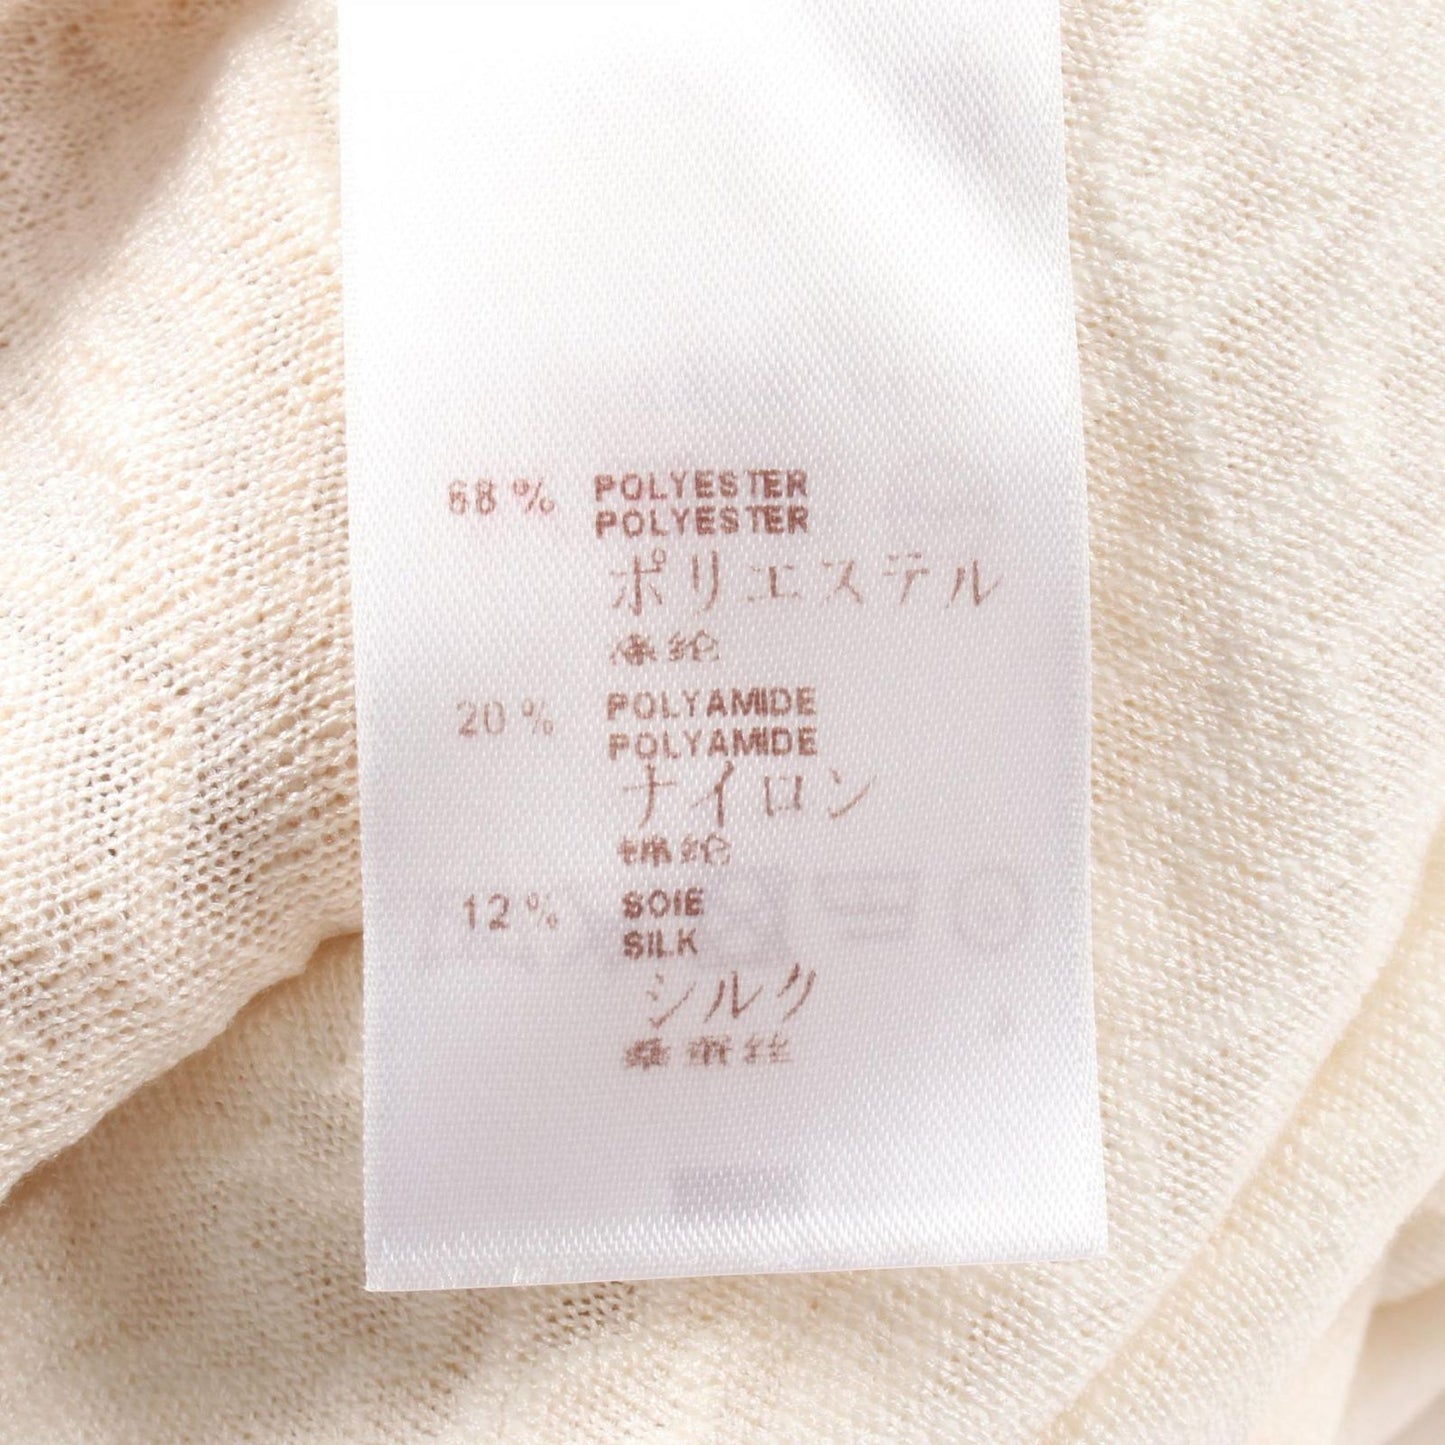 68 % POLYESTER
POLYESTER
ポリエステル
涤纶
20 % POLYAMIDE
POLYAMIDE
ナイロン
锦纶
12 % SOIE
SILK
シルク
桑蚕丝